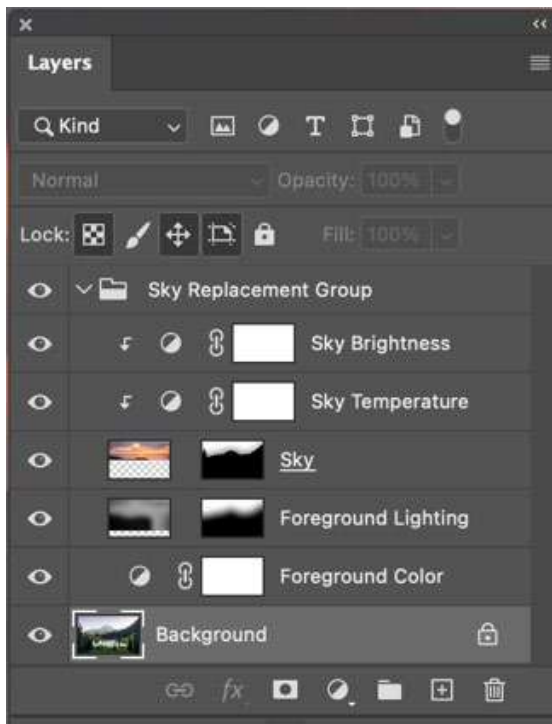 Layers
Kind
Normal Opacity: 100%
Lock: Fill: 100%
Sky Replacement Group
Sky Brightness
Sky Temperature
Sky
Foreground Lighting
Foreground Color
Background
fx